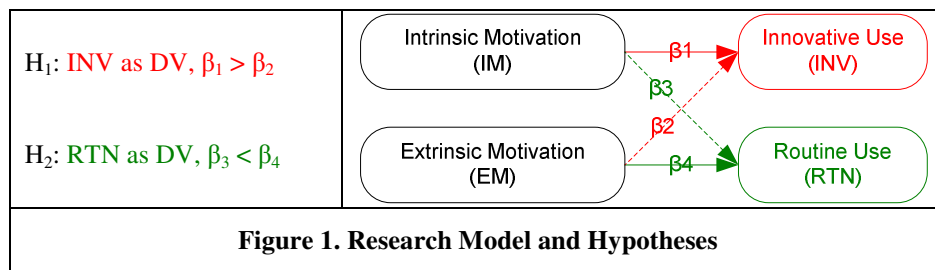 H₁: INV as DV, β₁ > β₂
H₂: RTN as DV, β₃ < β₄
Intrinsic Motivation
(IM)
β1
Innovative Use
(INV)
β3
β2
Extrinsic Motivation
(EM)
β4
Routine Use
(RTN)
Figure 1. Research Model and Hypotheses